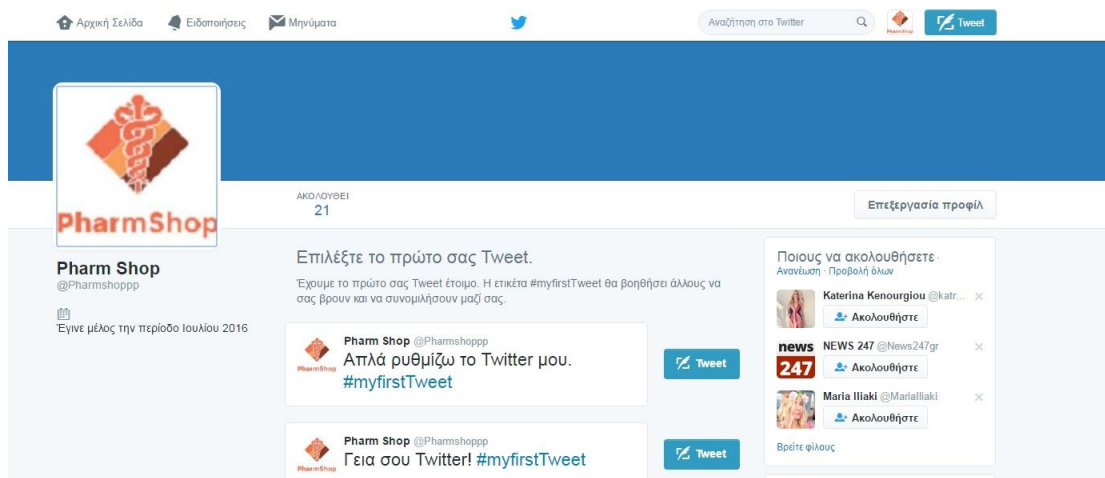 Αρχική Σελίδα Ειδοποιήσεις Μηνύματα Αναζήτηση στο Twitter PharmShop Tweet
PharmShop
ΑΚΟΛΟΥΘΕΙ
21
Επεξεργασία προφίλ
Pharm Shop
@Pharmshoppp
Έγινε μέλος την περίοδο Ιουλίου 2016
Επιλέξτε το πρώτο σας Tweet.
Έχουμε το πρώτο σας Tweet έτοιμο. Η ετικέτα #myfirstTweet θα βοηθήσει άλλους να
σας βρουν και να συνομιλήσουν μαζί σας.
Pharm Shop @Pharmshoppp
Απλά ρυθμίζω το Twitter μου.
#myfirstTweet
PharmShop
Tweet
Pharm Shop @Pharmshoppp
Γεια σου Twitter! #myfirstTweet
PharmShop
Tweet
Ποιους να ακολουθήσετε ·
Ανανέωση · Προβολή όλων
Katerina Kenourgiou @katr...
Ακολουθήστε
news
247
NEWS 247 @News247gr
Ακολουθήστε
Maria Iliaki @MariaIliaki
Ακολουθήστε
Βρείτε φίλους